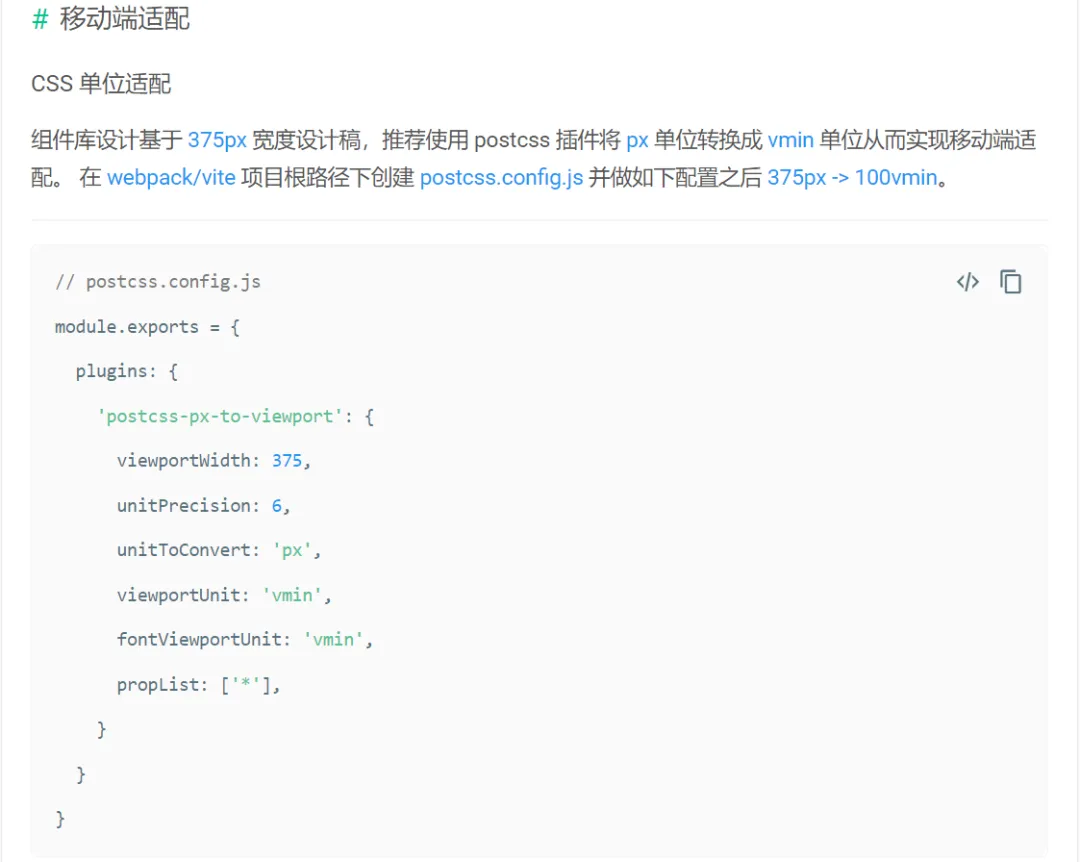 # 移动端适配
CSS 单位适配
组件库设计基于 375px 宽度设计稿，推荐使用 postcss 插件将 px 单位转换成 vmin 单位从而实现移动端适
配。 在 webpack/vite 项目根路径下创建 postcss.config.js 并做如下配置之后 375px -> 100vmin。
// postcss.config.js
module.exports = {
  plugins: {
    'postcss-px-to-viewport': {
      viewportWidth: 375,
      unitPrecision: 6,
      unitToConvert: 'px',
      viewportUnit: 'vmin',
      fontViewportUnit: 'vmin',
      propList: ['*'],
    }
  }
}